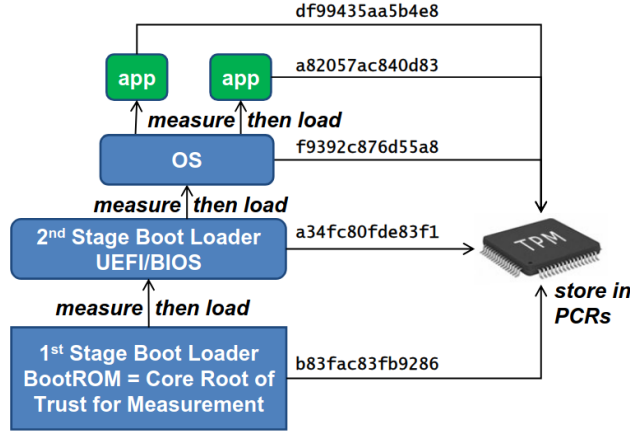 df99435aa5b4e8
app
app
a82057ac840d83
measure then load
OS
f9392c876d55a8
measure then load
2nd Stage Boot Loader
UEFI/BIOS
a34fc80fde83f1
TPM
measure then load
store in
PCRs
1st Stage Boot Loader
BootROM = Core Root of
Trust for Measurement
b83fac83fb9286